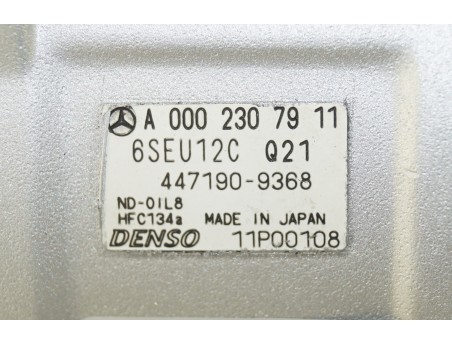 A 000 230 79 11
6SEU12C Q21
447190-9368
ND-OIL8
HFC134a MADE IN JAPAN
DENSO 11P00108